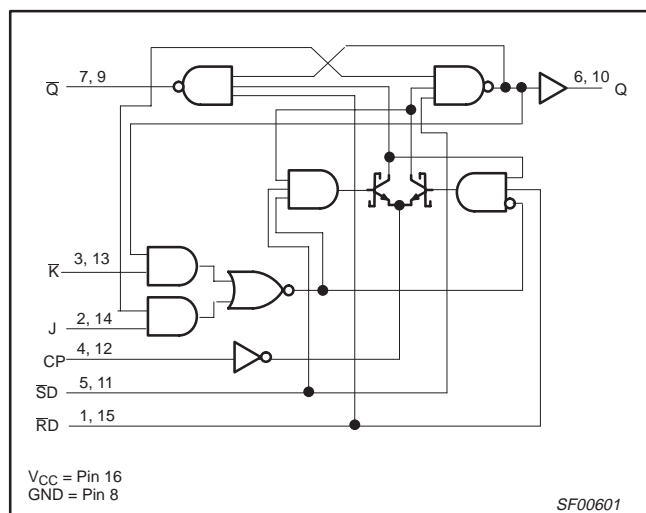 Q̅ 7, 9
6, 10 Q
K̅ 3, 13
J 2, 14
CP 4, 12
S̅D 5, 11
R̅D 1, 15
VCC = Pin 16
GND = Pin 8
SF00601